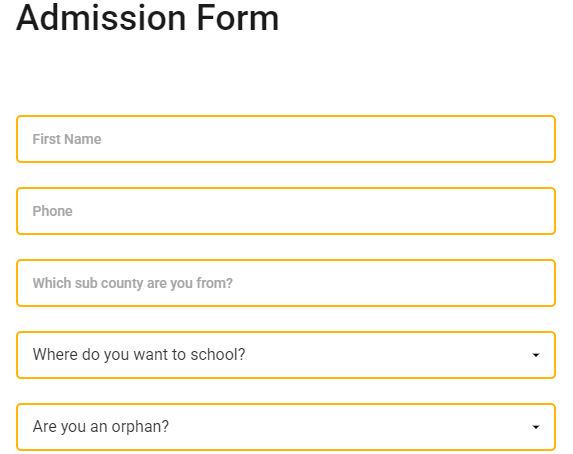 Admission Form
First Name
Phone
Which sub county are you from?
Where do you want to school?
Are you an orphan?